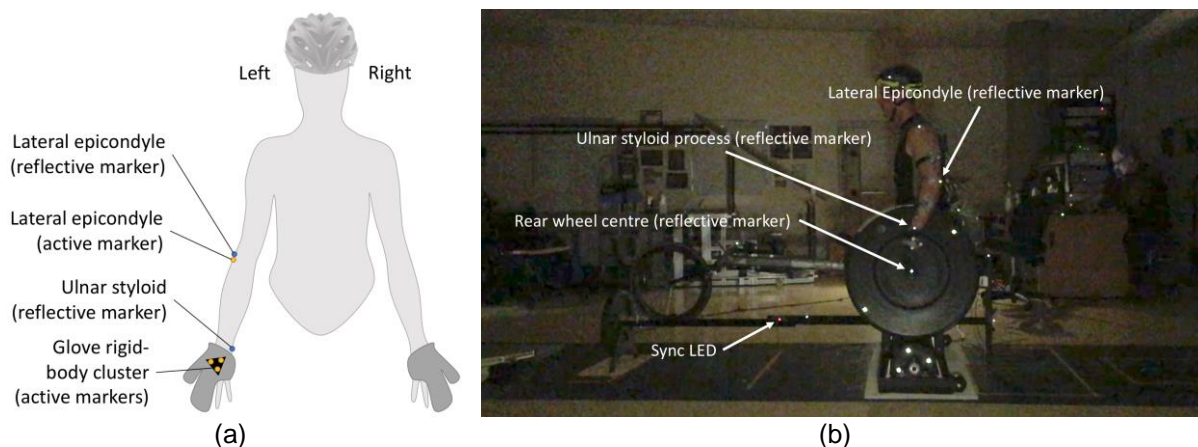 Left
Right
Lateral epicondyle
(reflective marker)
Lateral epicondyle
(active marker)
Ulnar styloid
(reflective marker)
Glove rigid-
body cluster
(active markers)
(a)
Lateral Epicondyle (reflective marker)
Ulnar styloid process (reflective marker)
Rear wheel centre (reflective marker)
Sync LED
(b)